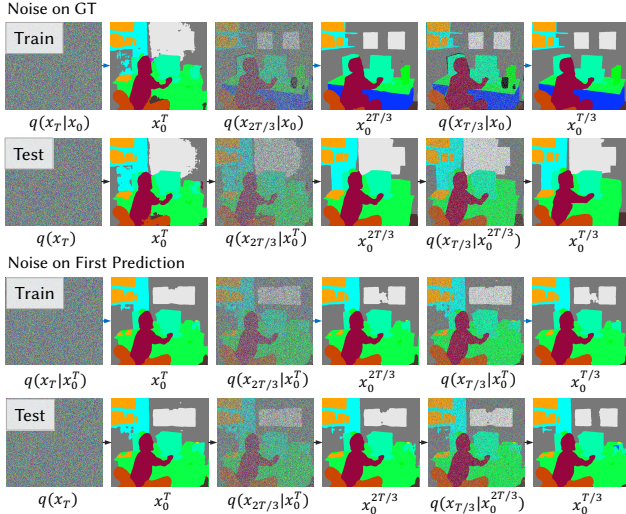 Noise on GT
Train
q(x_T|x_0) x_0^T q(x_{2T/3}|x_0) x_0^{2T/3} q(x_{T/3}|x_0) x_0^{T/3}
Test
q(x_T) x_0^T q(x_{2T/3}|x_0^T) x_0^{2T/3} q(x_{T/3}|x_0^{2T/3}) x_0^{T/3}
Noise on First Prediction
Train
q(x_T|x_0^T) x_0^T q(x_{2T/3}|x_0^T) x_0^{2T/3} q(x_{T/3}|x_0^T) x_0^{T/3}
Test
q(x_T) x_0^T q(x_{2T/3}|x_0^T) x_0^{2T/3} q(x_{T/3}|x_0^{2T/3}) x_0^{T/3}